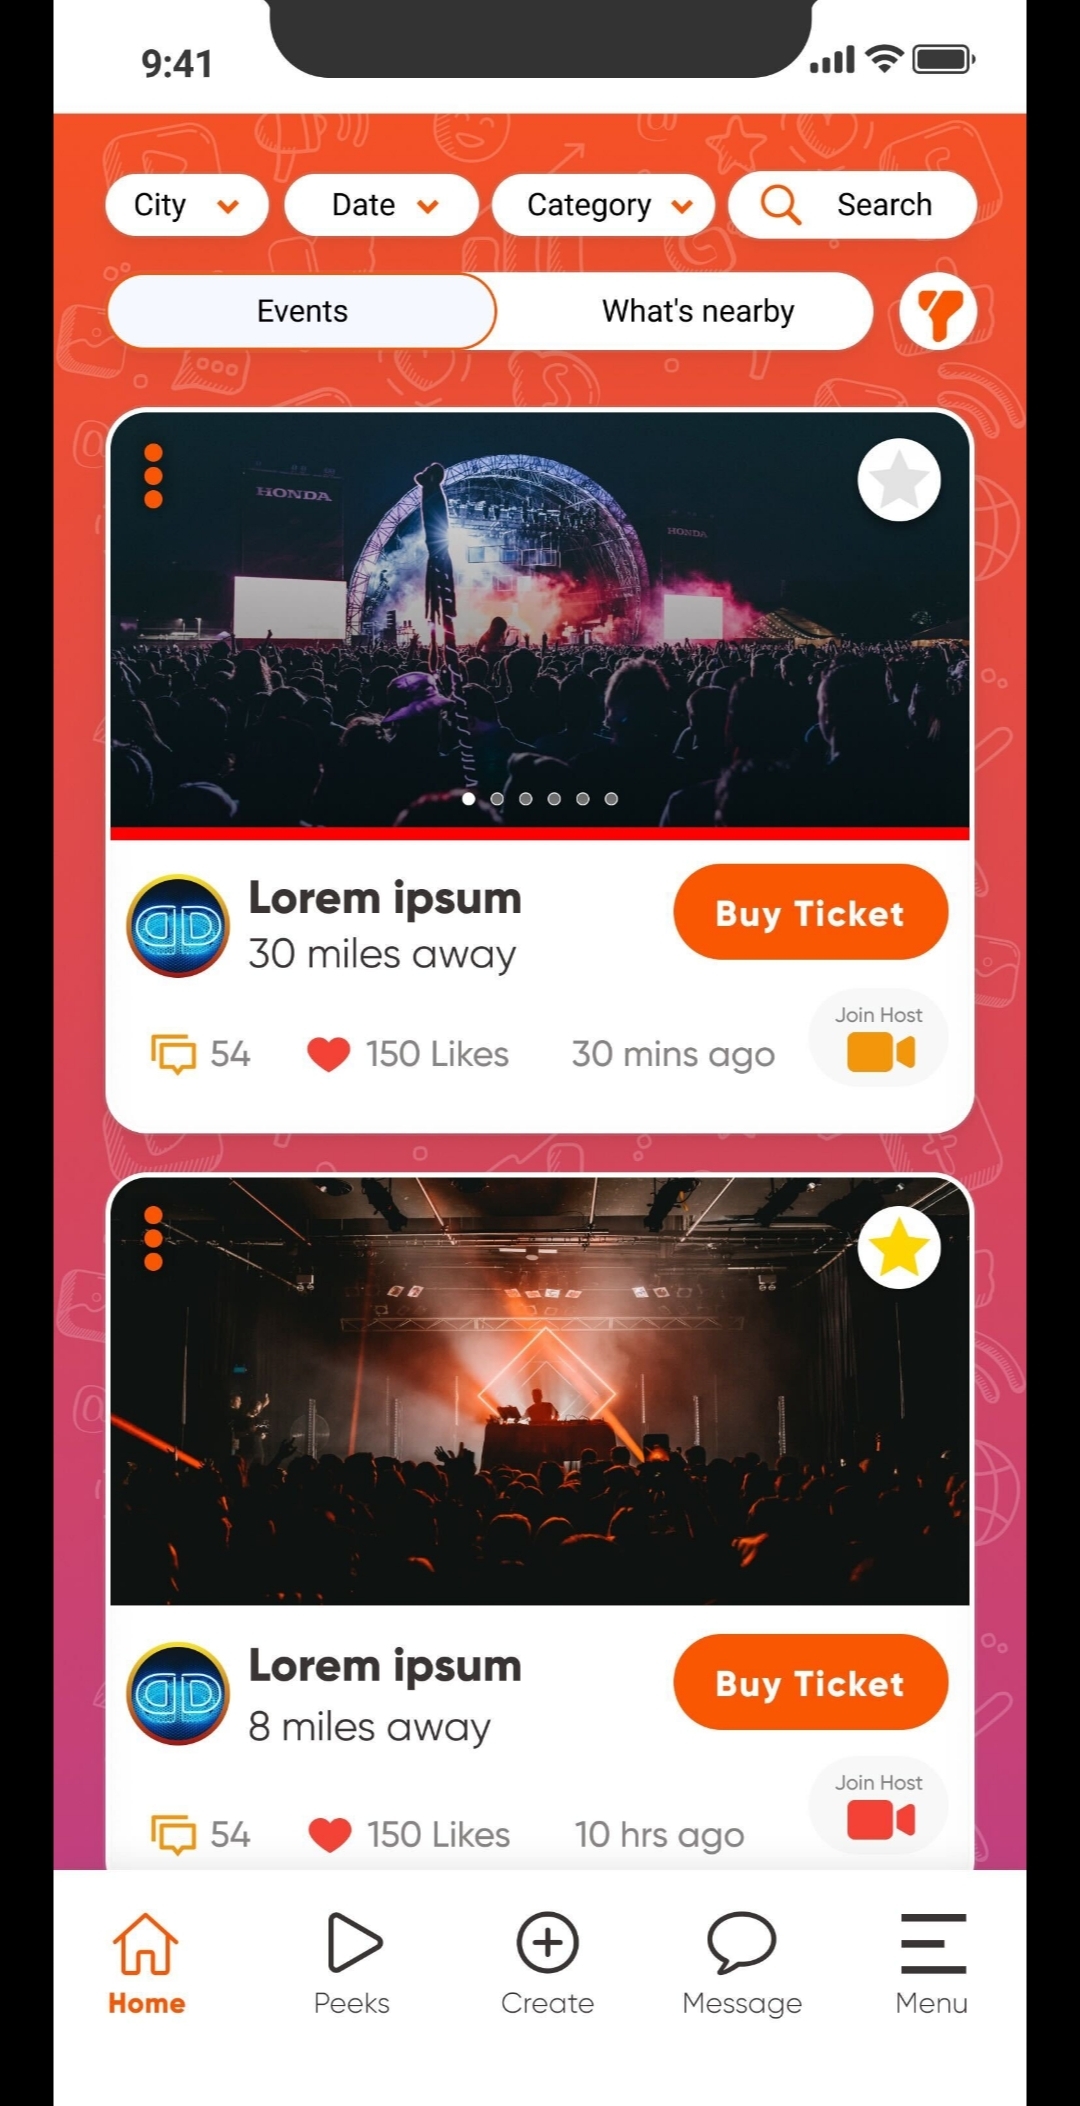 9:41
City
Date
Category
Search
Events
What's nearby
HONDA
HONDA
Lorem ipsum
30 miles away
Buy Ticket
Join Host
54
150 Likes
30 mins ago
Lorem ipsum
8 miles away
Buy Ticket
Join Host
54
150 Likes
10 hrs ago
Home
Peeks
Create
Message
Menu